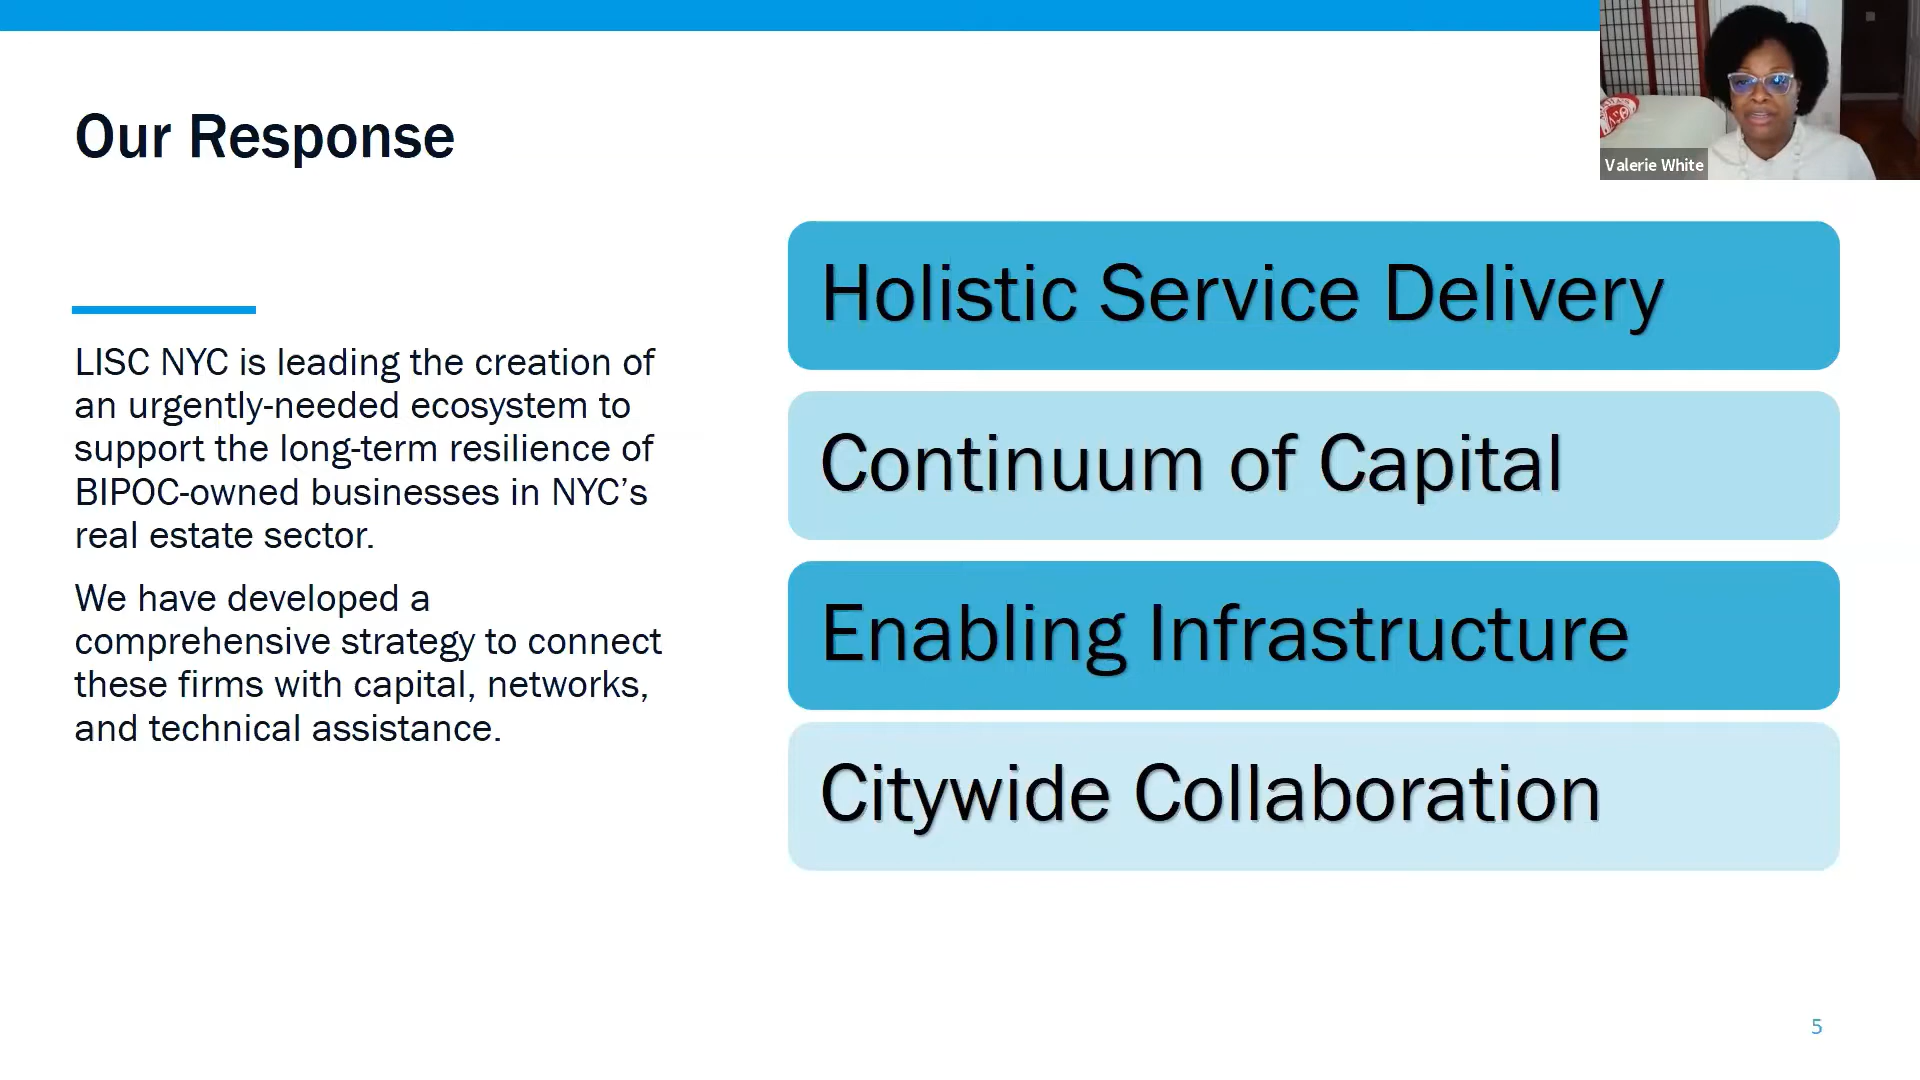 Our Response
LISC NYC is leading the creation of
an urgently-needed ecosystem to
support the long-term resilience of
BIPOC-owned businesses in NYC’s
real estate sector.
We have developed a
comprehensive strategy to connect
these firms with capital, networks,
and technical assistance.
Holistic Service Delivery
Continuum of Capital
Enabling Infrastructure
Citywide Collaboration
Valerie White
5